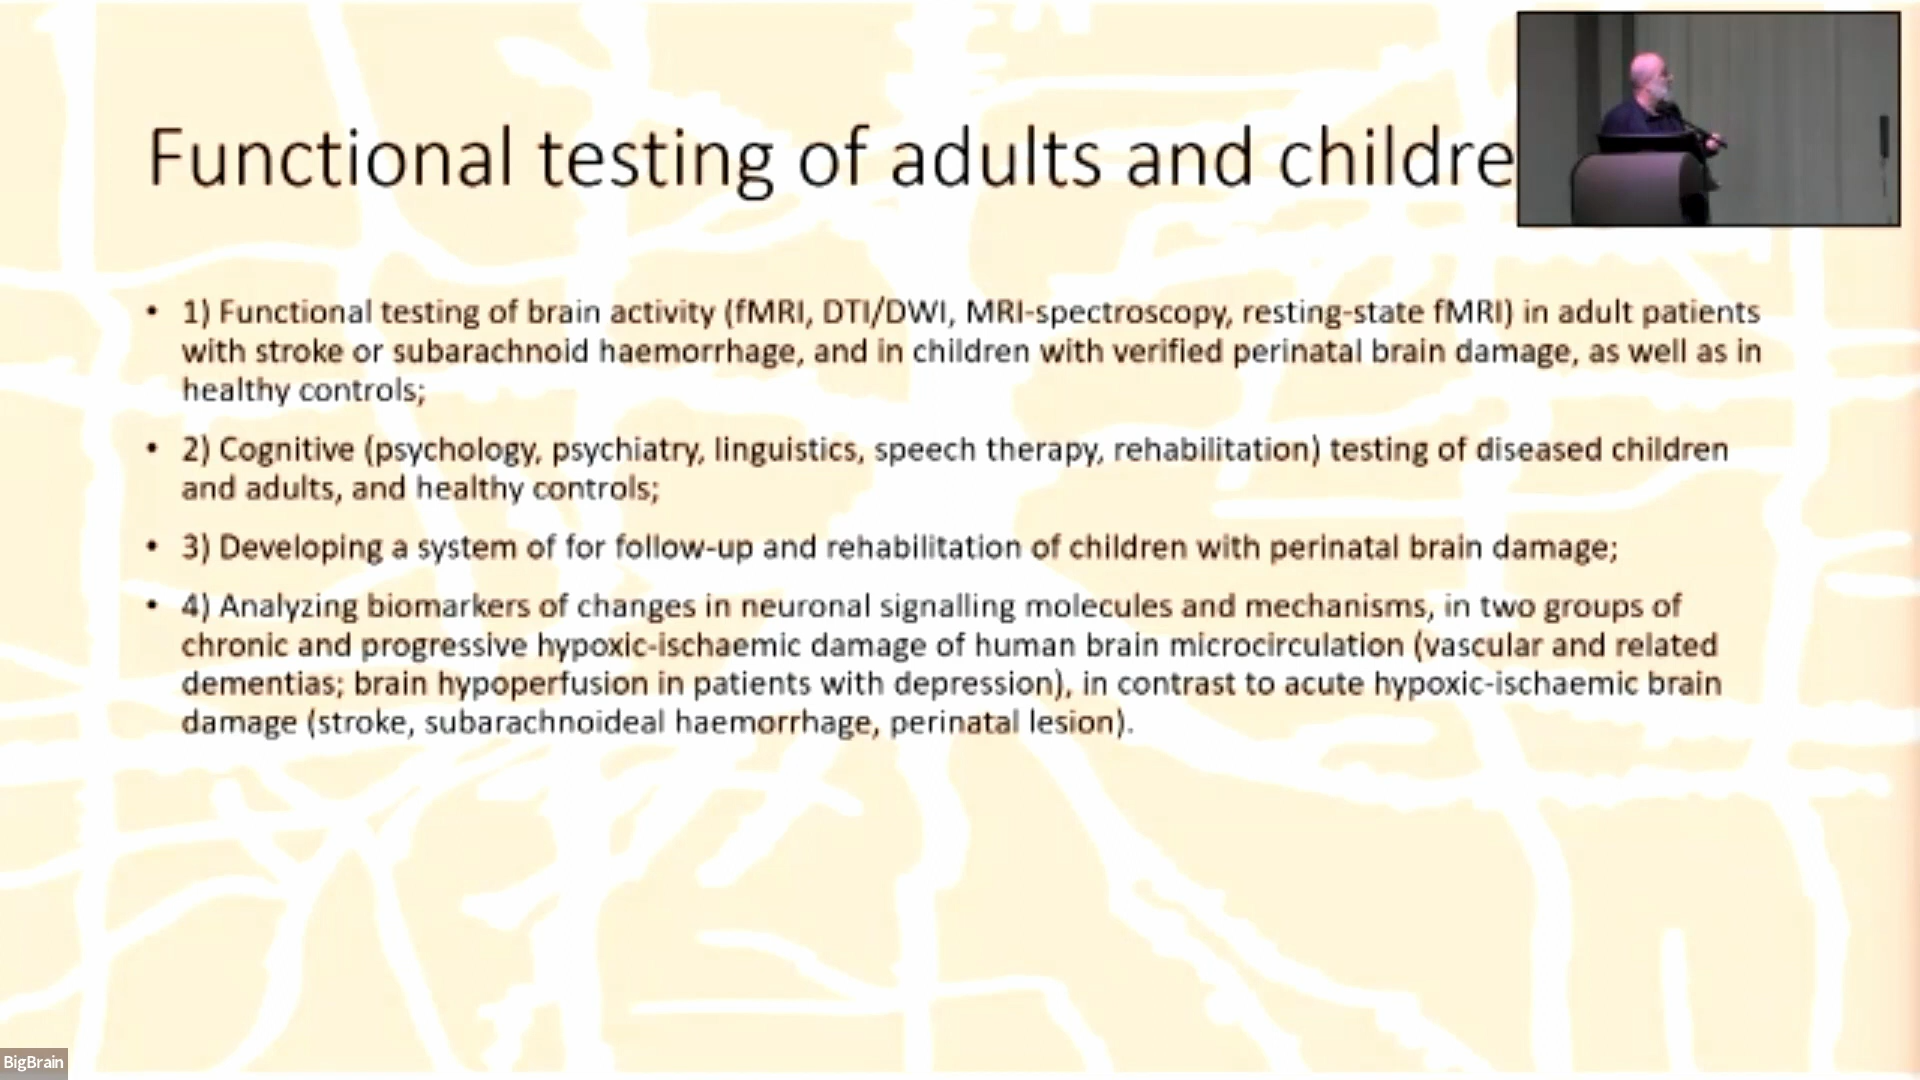 Functional testing of adults and childre
• 1) Functional testing of brain activity (fMRI, DTI/DWI, MRI-spectroscopy, resting-state fMRI) in adult patients
with stroke or subarachnoid haemorrhage, and in children with verified perinatal brain damage, as well as in
healthy controls;
• 2) Cognitive (psychology, psychiatry, linguistics, speech therapy, rehabilitation) testing of diseased children
and adults, and healthy controls;
• 3) Developing a system of for follow-up and rehabilitation of children with perinatal brain damage;
• 4) Analyzing biomarkers of changes in neuronal signalling molecules and mechanisms, in two groups of
chronic and progressive hypoxic-ischaemic damage of human brain microcirculation (vascular and related
dementias; brain hypoperfusion in patients with depression), in contrast to acute hypoxic-ischaemic brain
damage (stroke, subarachnoideal haemorrhage, perinatal lesion).
BigBrain